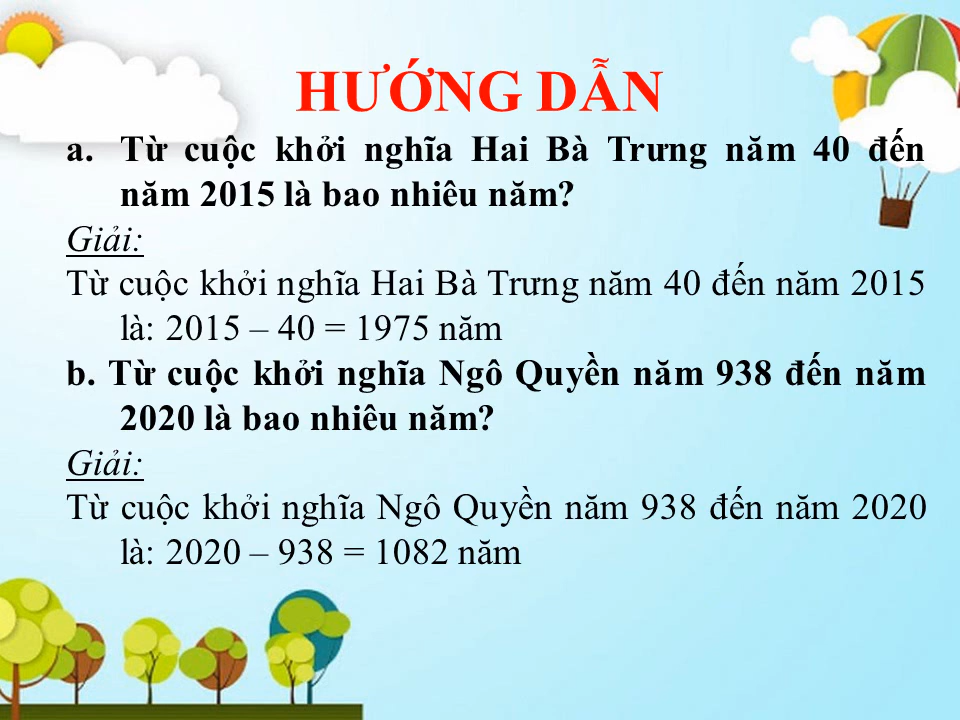 HƯỚNG DẪN
a. Từ cuộc khởi nghĩa Hai Bà Trưng năm 40 đến
năm 2015 là bao nhiêu năm?
Giải:
Từ cuộc khởi nghĩa Hai Bà Trưng năm 40 đến năm 2015
là: 2015 – 40 = 1975 năm
b. Từ cuộc khởi nghĩa Ngô Quyền năm 938 đến năm
2020 là bao nhiêu năm?
Giải:
Từ cuộc khởi nghĩa Ngô Quyền năm 938 đến năm 2020
là: 2020 – 938 = 1082 năm